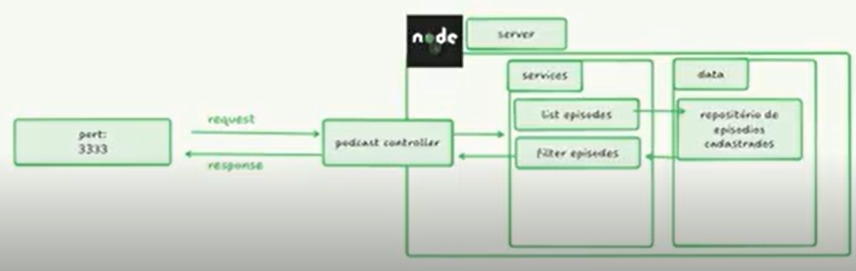 node
server
services
data
list episodes
repositório de
episodios
cadastrados
port:
3333
request
podcast controller
filter episodes
response